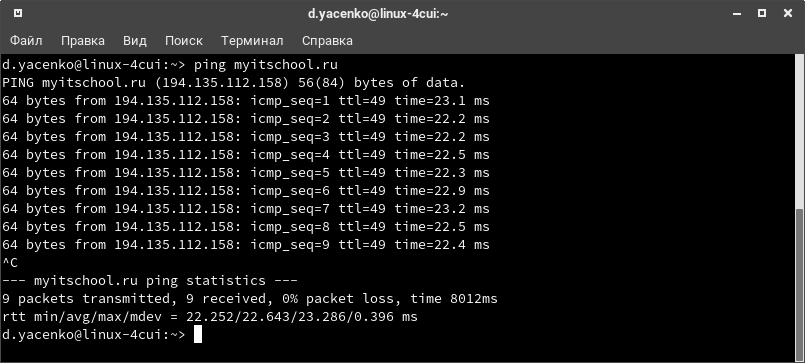 d.yacenko@linux-4cui:~
Файл Правка Вид Поиск Терминал Справка
d.yacenko@linux-4cui:~> ping myitschool.ru
PING myitschool.ru (194.135.112.158) 56(84) bytes of data.
64 bytes from 194.135.112.158: icmp_seq=1 ttl=49 time=23.1 ms
64 bytes from 194.135.112.158: icmp_seq=2 ttl=49 time=22.2 ms
64 bytes from 194.135.112.158: icmp_seq=3 ttl=49 time=22.2 ms
64 bytes from 194.135.112.158: icmp_seq=4 ttl=49 time=22.5 ms
64 bytes from 194.135.112.158: icmp_seq=5 ttl=49 time=22.3 ms
64 bytes from 194.135.112.158: icmp_seq=6 ttl=49 time=22.9 ms
64 bytes from 194.135.112.158: icmp_seq=7 ttl=49 time=23.2 ms
64 bytes from 194.135.112.158: icmp_seq=8 ttl=49 time=22.5 ms
64 bytes from 194.135.112.158: icmp_seq=9 ttl=49 time=22.4 ms
^C
--- myitschool.ru ping statistics ---
9 packets transmitted, 9 received, 0% packet loss, time 8012ms
rtt min/avg/max/mdev = 22.252/22.643/23.286/0.396 ms
d.yacenko@linux-4cui:~>